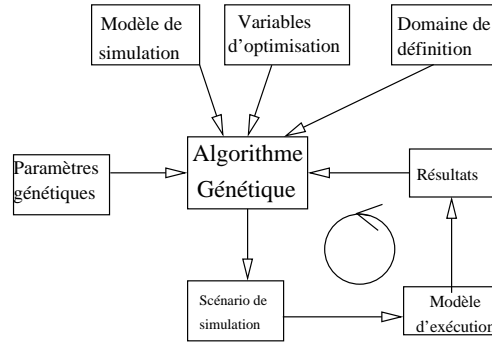 Modèle de
simulation
Variables
d'optimisation
Domaine de
définition
Paramètres
génétiques
Algorithme
Génétique
Résultats
Scénario de
simulation
Modèle
d'exécution